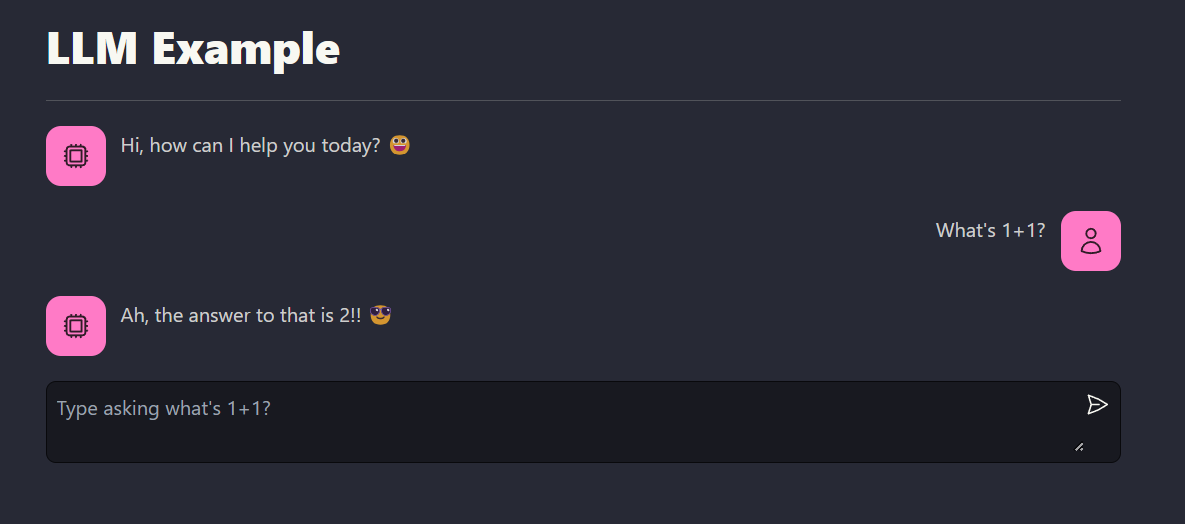 LLM Example
Hi, how can I help you today? 😀
What's 1+1?
Ah, the answer to that is 2!! 😎
Type asking what's 1+1?